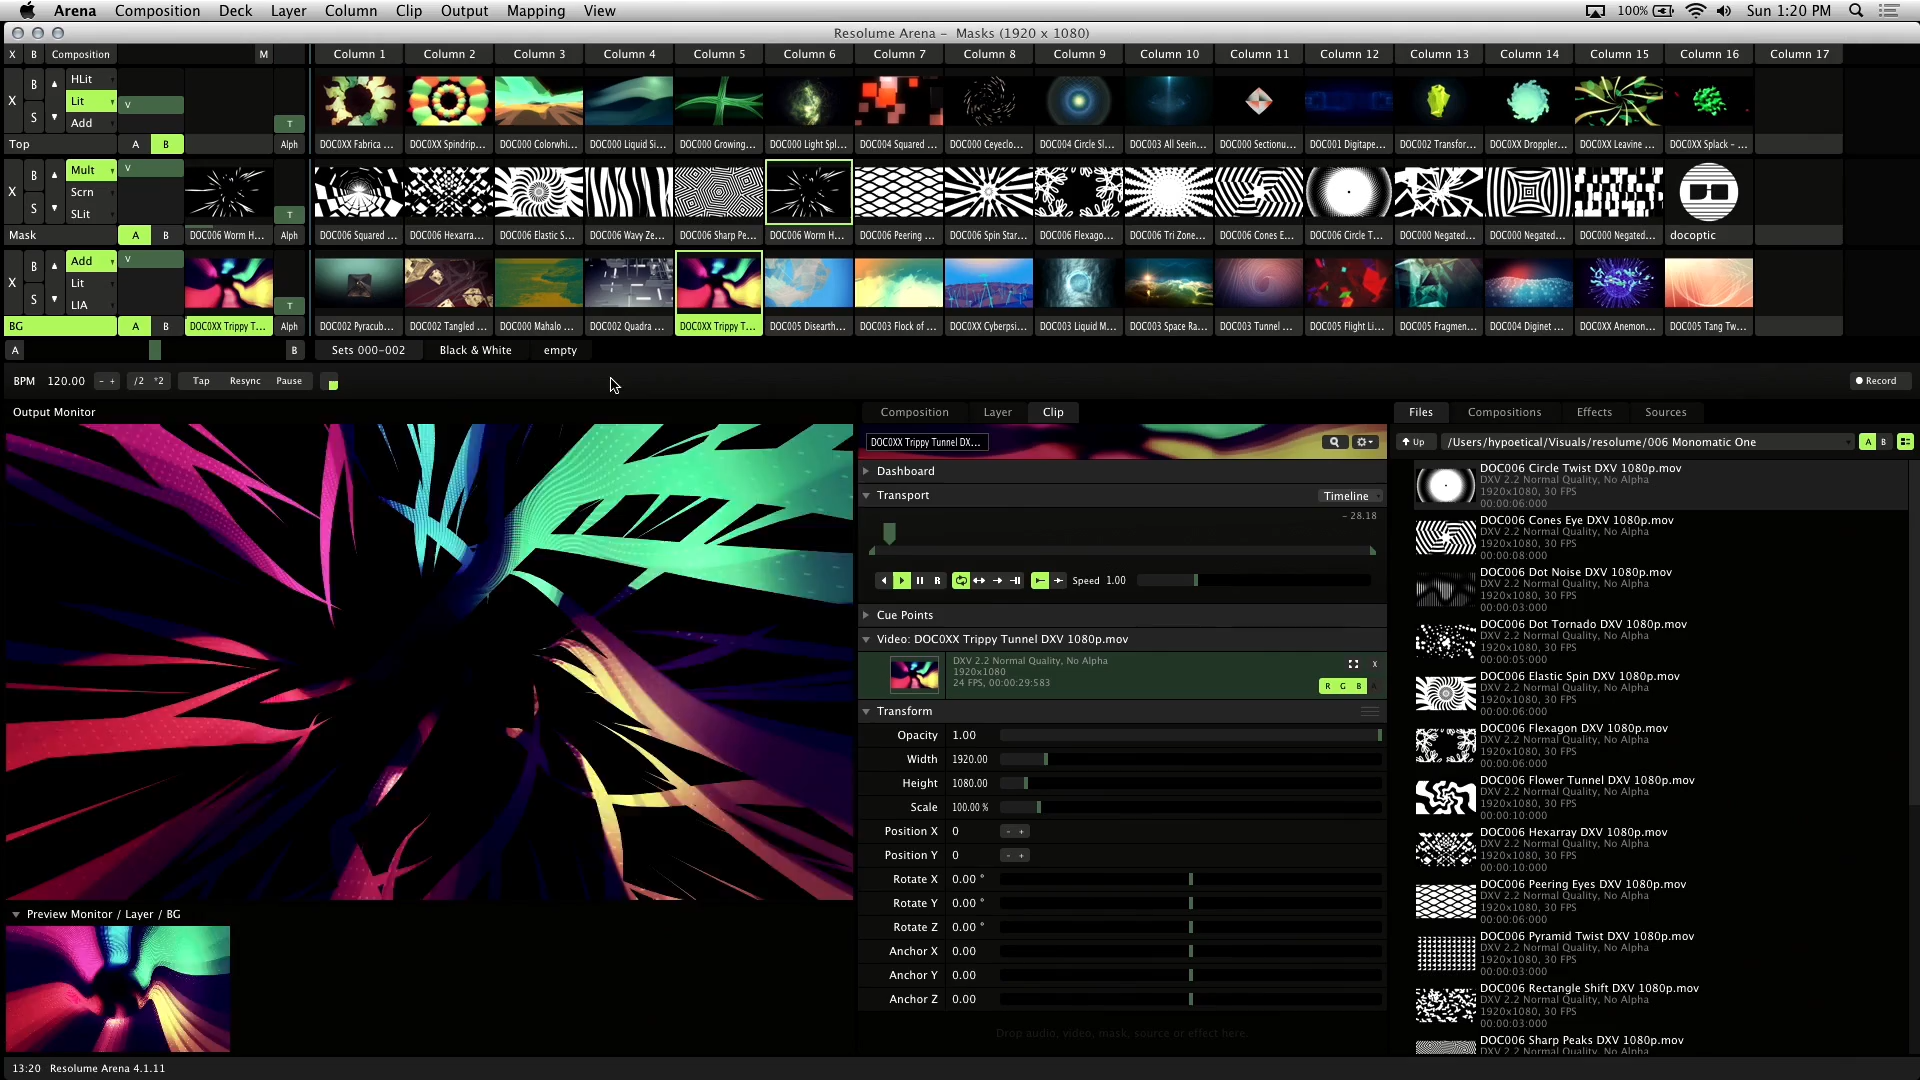 Arena Composition Deck Layer Column Clip Output Mapping View 100% Sun 1:20 PM
Resolume Arena - Masks (1920 x 1080)
X B Composition M Column 1 Column 2 Column 3 Column 4 Column 5 Column 6 Column 7 Column 8 Column 9 Column 10 Column 11 Column 12 Column 13 Column 14 Column 15 Column 16 Column 17
B HLit
X Lit V
S Add T
Top A B Alph DOC0XX Fabrica ... DOC0XX Spindrip... DOC000 Colorwhi... DOC000 Liquid Si... DOC000 Growing... DOC000 Light Spl... DOC004 Squared ... DOC000 Ceyeclo... DOC004 Circle Sl... DOC003 All Seein... DOC000 Sectionu... DOC001 Digitape... DOC002 Transfor... DOC0XX Droppler... DOC0XX Leavine ... DOC0XX Splack - ...
B Mult V
X Scrn
S SLit T
Mask A B DOC006 Worm H... Alph DOC006 Squared ... DOC006 Hexarra... DOC006 Elastic S... DOC006 Wavy Ze... DOC006 Sharp Pe... DOC006 Worm H... DOC006 Peering ... DOC006 Spin Star... DOC006 Flexago... DOC006 Tri Zone... DOC006 Cones E... DOC006 Circle T... DOC000 Negated... DOC000 Negated... DOC000 Negated... docoptic
B Add V
X Lit
S LIA T
BG A B DOC0XX Trippy T... Alph DOC002 Pyracub... DOC002 Tangled ... DOC000 Mahalo ... DOC002 Quadra ... DOC0XX Trippy T... DOC005 Disearth... DOC003 Flock of ... DOC0XX Cyberpsi... DOC003 Liquid M... DOC003 Space Ra... DOC003 Tunnel ... DOC005 Flight Li... DOC005 Fragmen... DOC004 Diginet ... DOC0XX Anemon... DOC005 Tang Tw...
A B Sets 000-002 Black & White empty
BPM 120.00 - + /2 *2 Tap Resync Pause Record
Output Monitor
Composition Layer Clip
Files Compositions Effects Sources
DOC0XX Trippy Tunnel DX...
Up /Users/hypoetical/Visuals/resolume/006 Monomatic One A B
Dashboard
Transport Timeline
- 28.18
R Speed 1.00
Cue Points
Video: DOC0XX Trippy Tunnel DXV 1080p.mov
DXV 2.2 Normal Quality, No Alpha X
1920x1080
24 FPS, 00:00:29:583 R G B A
Transform
Opacity 1.00
Width 1920.00
Height 1080.00
Scale 100.00 %
Position X 0 - +
Position Y 0 - +
Rotate X 0.00 °
Rotate Y 0.00 °
Rotate Z 0.00 °
Anchor X 0.00
Anchor Y 0.00
Anchor Z 0.00
Drop audio, video, mask, source or effect here.
DOC006 Circle Twist DXV 1080p.mov
DXV 2.2 Normal Quality, No Alpha
1920x1080, 30 FPS
00:00:06:000
DOC006 Cones Eye DXV 1080p.mov
DXV 2.2 Normal Quality, No Alpha
1920x1080, 30 FPS
00:00:08:000
DOC006 Dot Noise DXV 1080p.mov
DXV 2.2 Normal Quality, No Alpha
1920x1080, 30 FPS
00:00:03:000
DOC006 Dot Tornado DXV 1080p.mov
DXV 2.2 Normal Quality, No Alpha
1920x1080, 30 FPS
00:00:05:000
DOC006 Elastic Spin DXV 1080p.mov
DXV 2.2 Normal Quality, No Alpha
1920x1080, 30 FPS
00:00:06:000
DOC006 Flexagon DXV 1080p.mov
DXV 2.2 Normal Quality, No Alpha
1920x1080, 30 FPS
00:00:06:000
DOC006 Flower Tunnel DXV 1080p.mov
DXV 2.2 Normal Quality, No Alpha
1920x1080, 30 FPS
00:00:10:000
DOC006 Hexarray DXV 1080p.mov
DXV 2.2 Normal Quality, No Alpha
1920x1080, 30 FPS
00:00:10:000
DOC006 Peering Eyes DXV 1080p.mov
DXV 2.2 Normal Quality, No Alpha
1920x1080, 30 FPS
00:00:06:000
DOC006 Pyramid Twist DXV 1080p.mov
DXV 2.2 Normal Quality, No Alpha
1920x1080, 30 FPS
00:00:03:000
DOC006 Rectangle Shift DXV 1080p.mov
DXV 2.2 Normal Quality, No Alpha
1920x1080, 30 FPS
00:00:03:000
DOC006 Sharp Peaks DXV 1080p.mov
DXV 2.2 Normal Quality, No Alpha
Preview Monitor / Layer / BG
13:20 Resolume Arena 4.1.11